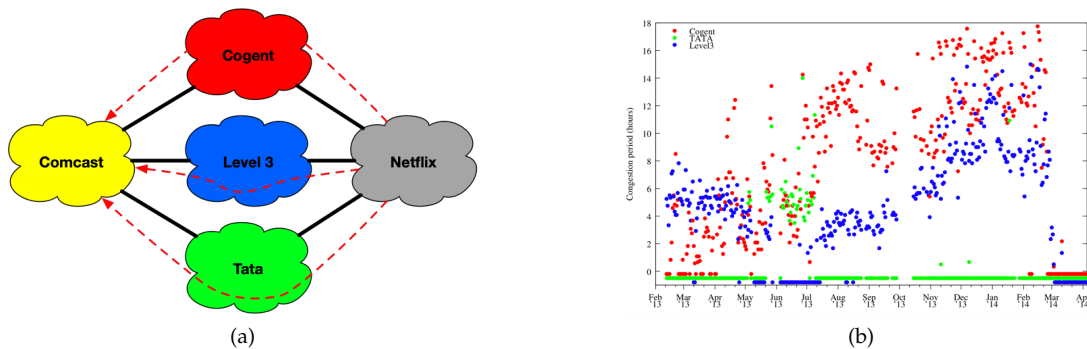 Cogent
Comcast
Level 3
Netflix
Tata
(a)
Congestion period (hours)
18
16
14
12
10
8
6
4
2
0
Cogent
TATA
Level3
Feb '13
Mar '13
Apr '13
May '13
Jun '13
Jul '13
Aug '13
Sep '13
Oct '13
Nov '13
Dec '13
Jan '14
Feb '14
Mar '14
Apr '14
(b)